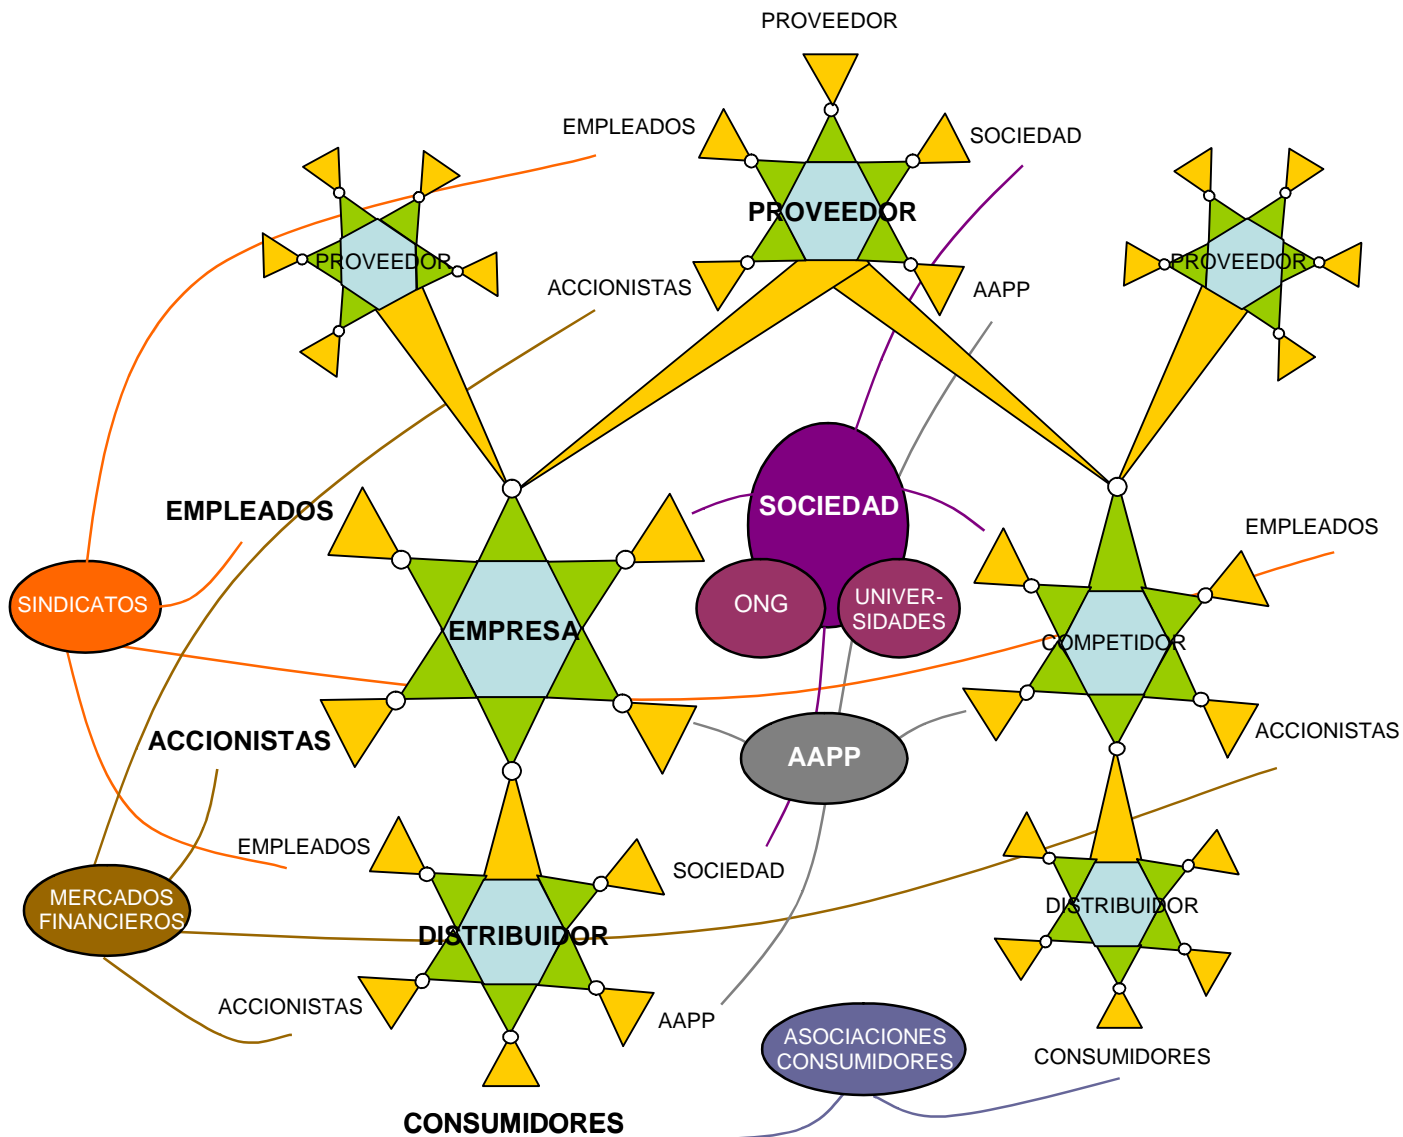 PROVEEDOR
EMPLEADOS
SOCIEDAD
PROVEEDOR
PROVEEDOR
PROVEEDOR
ACCIONISTAS
AAPP
EMPLEADOS
SOCIEDAD
EMPLEADOS
SINDICATOS
ONG
UNIVER-
SIDADES
EMPRESA
COMPETIDOR
ACCIONISTAS
AAPP
ACCIONISTAS
EMPLEADOS
SOCIEDAD
MERCADOS
FINANCIEROS
DISTRIBUIDOR
DISTRIBUIDOR
ACCIONISTAS
AAPP
ASOCIACIONES
CONSUMIDORES
CONSUMIDORES
CONSUMIDORES